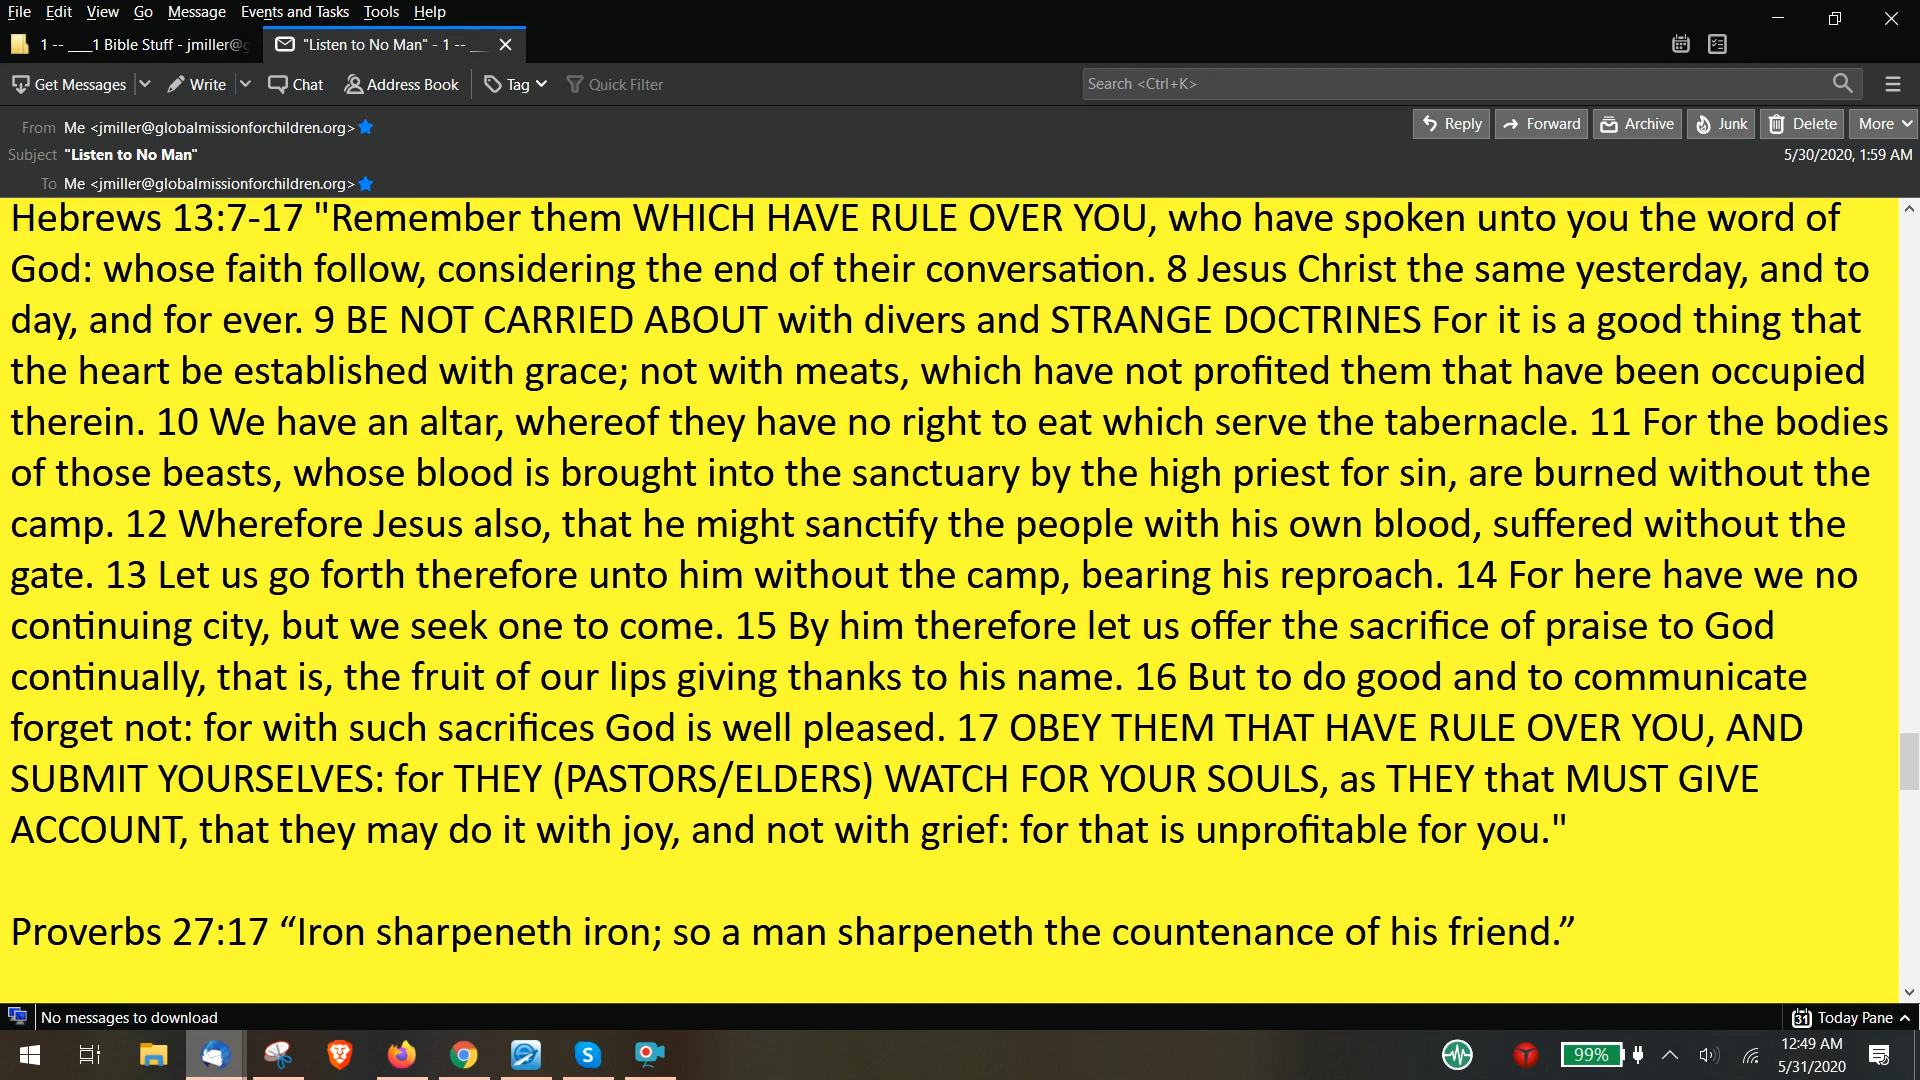 File Edit View Go Message Events and Tasks Tools Help
1 -- ___1 Bible Stuff - jmiller@g
"Listen to No Man" - 1 -- __
Get Messages Write Chat Address Book Tag Quick Filter Search <Ctrl+K>
From Me <jmiller@globalmissionforchildren.org> Reply Forward Archive Junk Delete More
Subject "Listen to No Man" 5/30/2020, 1:59 AM
To Me <jmiller@globalmissionforchildren.org>
Hebrews 13:7-17 "Remember them WHICH HAVE RULE OVER YOU, who have spoken unto you the word of
God: whose faith follow, considering the end of their conversation. 8 Jesus Christ the same yesterday, and to
day, and for ever. 9 BE NOT CARRIED ABOUT with divers and STRANGE DOCTRINES For it is a good thing that
the heart be established with grace; not with meats, which have not profited them that have been occupied
therein. 10 We have an altar, whereof they have no right to eat which serve the tabernacle. 11 For the bodies
of those beasts, whose blood is brought into the sanctuary by the high priest for sin, are burned without the
camp. 12 Wherefore Jesus also, that he might sanctify the people with his own blood, suffered without the
gate. 13 Let us go forth therefore unto him without the camp, bearing his reproach. 14 For here have we no
continuing city, but we seek one to come. 15 By him therefore let us offer the sacrifice of praise to God
continually, that is, the fruit of our lips giving thanks to his name. 16 But to do good and to communicate
forget not: for with such sacrifices God is well pleased. 17 OBEY THEM THAT HAVE RULE OVER YOU, AND
SUBMIT YOURSELVES: for THEY (PASTORS/ELDERS) WATCH FOR YOUR SOULS, as THEY that MUST GIVE
ACCOUNT, that they may do it with joy, and not with grief: for that is unprofitable for you."
Proverbs 27:17 “Iron sharpeneth iron; so a man sharpeneth the countenance of his friend.”
No messages to download 31 Today Pane
99% 12:49 AM
5/31/2020